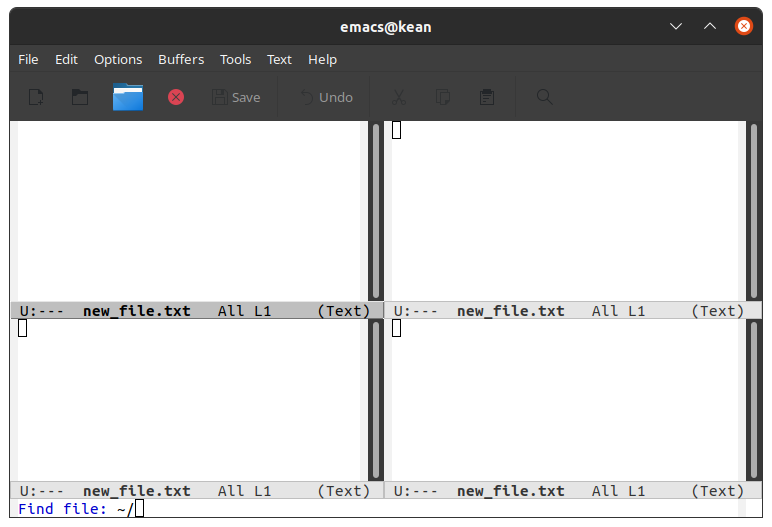 emacs@kean
File Edit Options Buffers Tools Text Help
Save Undo
U:--- new_file.txt All L1 (Text) U:--- new_file.txt All L1 (Text)
U:--- new_file.txt All L1 (Text) U:--- new_file.txt All L1 (Text)
Find file: ~/